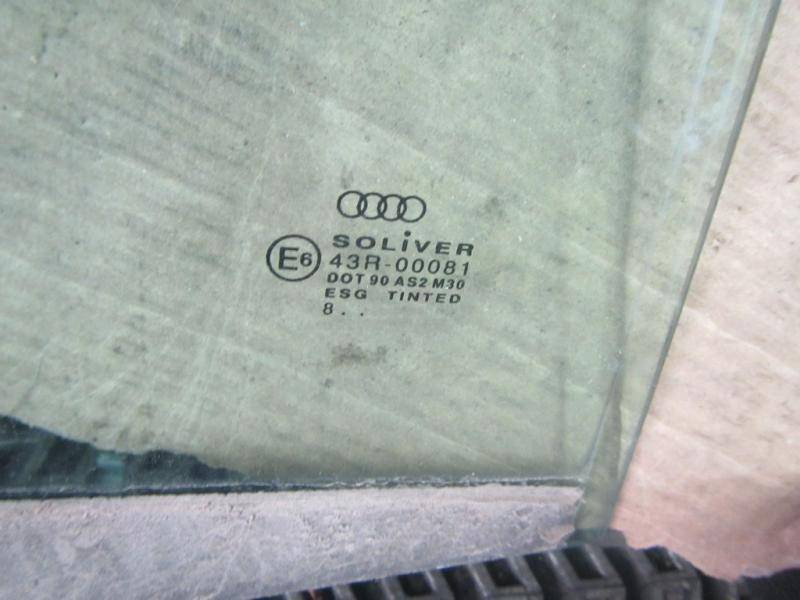 SOLiVER
E6 43R-00081
DOT 90 AS2 M30
ESG TINTED
8 . .